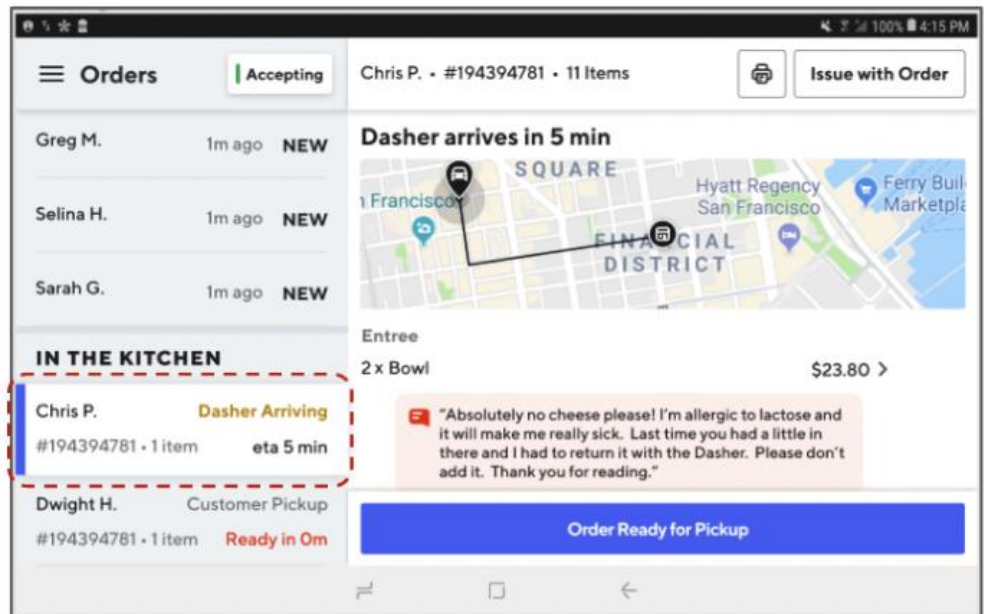 100% 4:15 PM
Orders
Accepting
Greg M. 1m ago NEW
Selina H. 1m ago NEW
Sarah G. 1m ago NEW
IN THE KITCHEN
Chris P. Dasher Arriving
#194394781 • 1 item eta 5 min
Dwight H. Customer Pickup
#194394781 • 1 item Ready in 0m
Chris P. • #194394781 • 11 Items
Issue with Order
Dasher arrives in 5 min
SQUARE
Francisco
Hyatt Regency
San Francisco
Ferry Buil
Marketpla
FINANCIAL
DISTRICT
Entree
2 x Bowl $23.80 >
"Absolutely no cheese please! I'm allergic to lactose and
it will make me really sick. Last time you had a little in
there and I had to return it with the Dasher. Please don't
add it. Thank you for reading."
Order Ready for Pickup